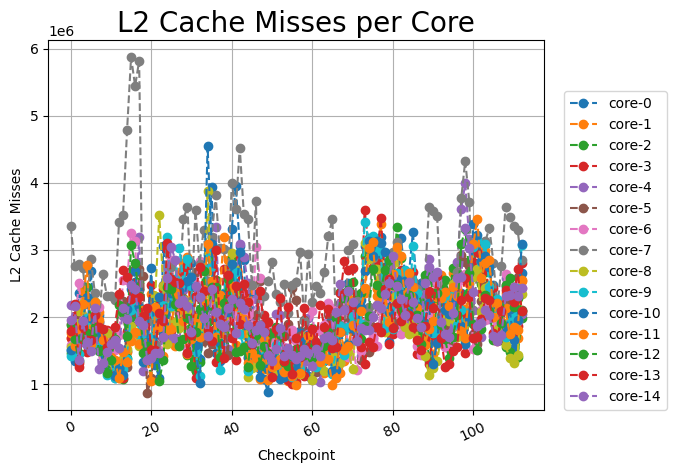 L2 Cache Misses per Core
1e6
6
5
4
3
2
1
L2 Cache Misses
0
20
40
60
80
100
Checkpoint
core-0
core-1
core-2
core-3
core-4
core-5
core-6
core-7
core-8
core-9
core-10
core-11
core-12
core-13
core-14